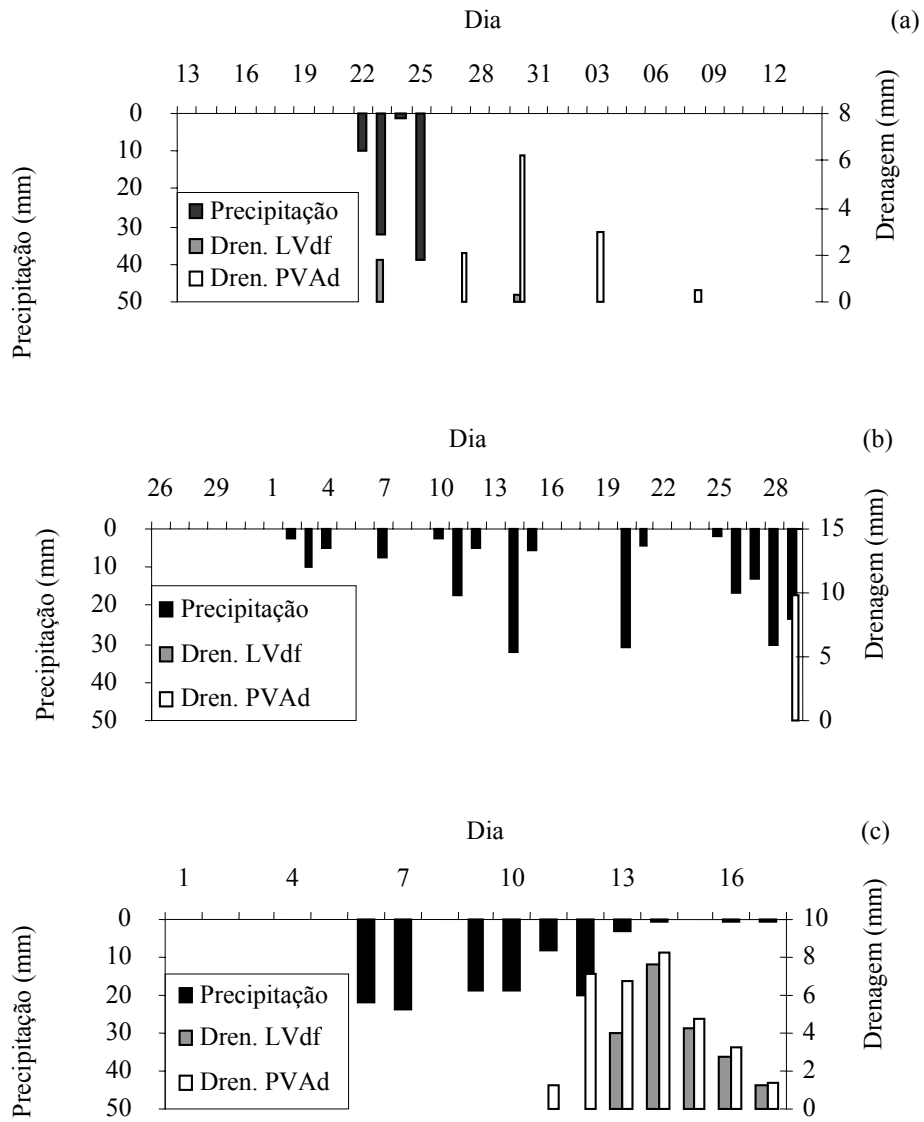 Dia
(a)
13 16 19 22 25 28 31 03 06 09 12
Precipitação (mm)
0
10
20
30
40
50
Precipitação
Dren. LVdf
Dren. PVAd
8
6
4
2
0
Drenagem (mm)
Dia
(b)
26 29 1 4 7 10 13 16 19 22 25 28
Precipitação (mm)
0
10
20
30
40
50
Precipitação
Dren. LVdf
Dren. PVAd
15
10
5
0
Drenagem (mm)
Dia
(c)
1 4 7 10 13 16
Precipitação (mm)
0
10
20
30
40
50
Precipitação
Dren. LVdf
Dren. PVAd
10
8
6
4
2
0
Drenagem (mm)